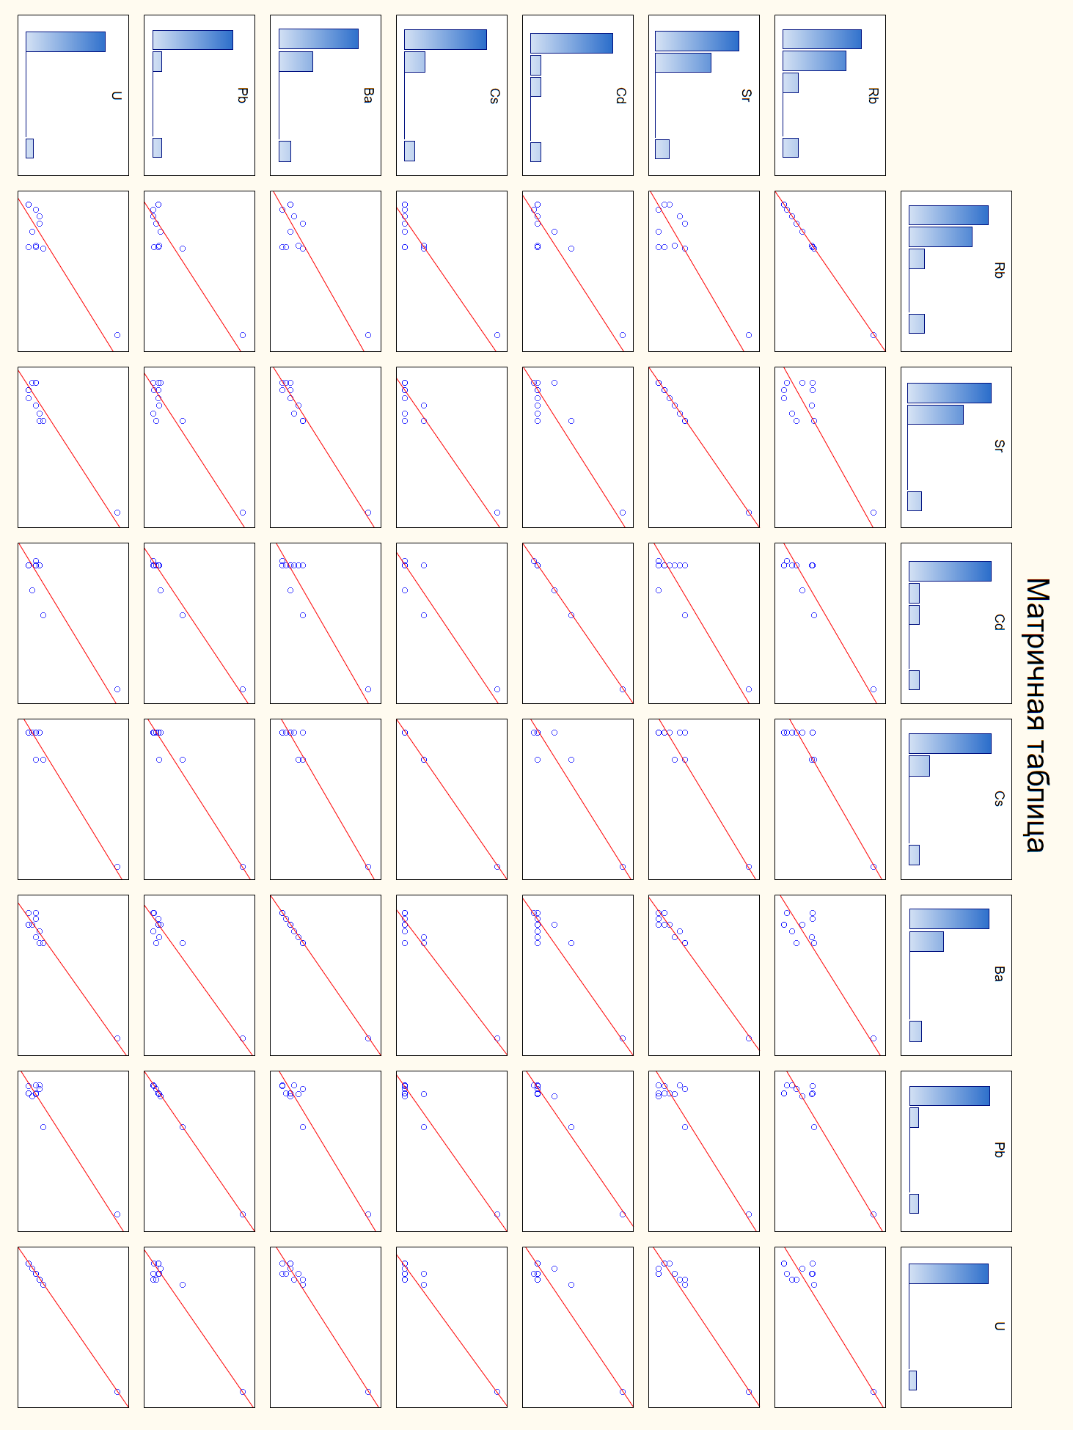 Матричная таблица
Rb Sr Cd Cs Ba Pb U
Rb
Sr
Cd
Cs
Ba
Pb
U